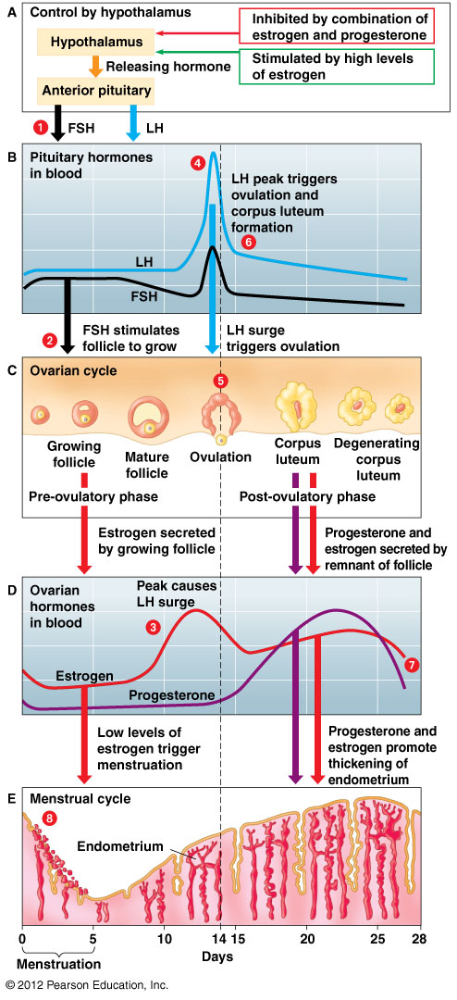 A Control by hypothalamus
Inhibited by combination of
estrogen and progesterone
Hypothalamus
Stimulated by high levels
of estrogen
Releasing hormone
Anterior pituitary
1 FSH
LH
B Pituitary hormones
in blood
4
LH peak triggers
ovulation and
corpus luteum
formation
6
LH
FSH
2 FSH stimulates
follicle to grow
LH surge
triggers ovulation
C Ovarian cycle
5
Growing
follicle
Mature
follicle
Ovulation
Corpus
luteum
Degenerating
corpus
luteum
Pre-ovulatory phase
Post-ovulatory phase
Estrogen secreted
by growing follicle
Progesterone and
estrogen secreted by
remnant of follicle
D Ovarian
hormones
in blood
Peak causes
LH surge
3
Estrogen
7
Progesterone
Low levels of
estrogen trigger
menstruation
Progesterone and
estrogen promote
thickening of
endometrium
E Menstrual cycle
8
Endometrium
0 5 10 14 15 20 25 28
Days
Menstruation
© 2012 Pearson Education, Inc.